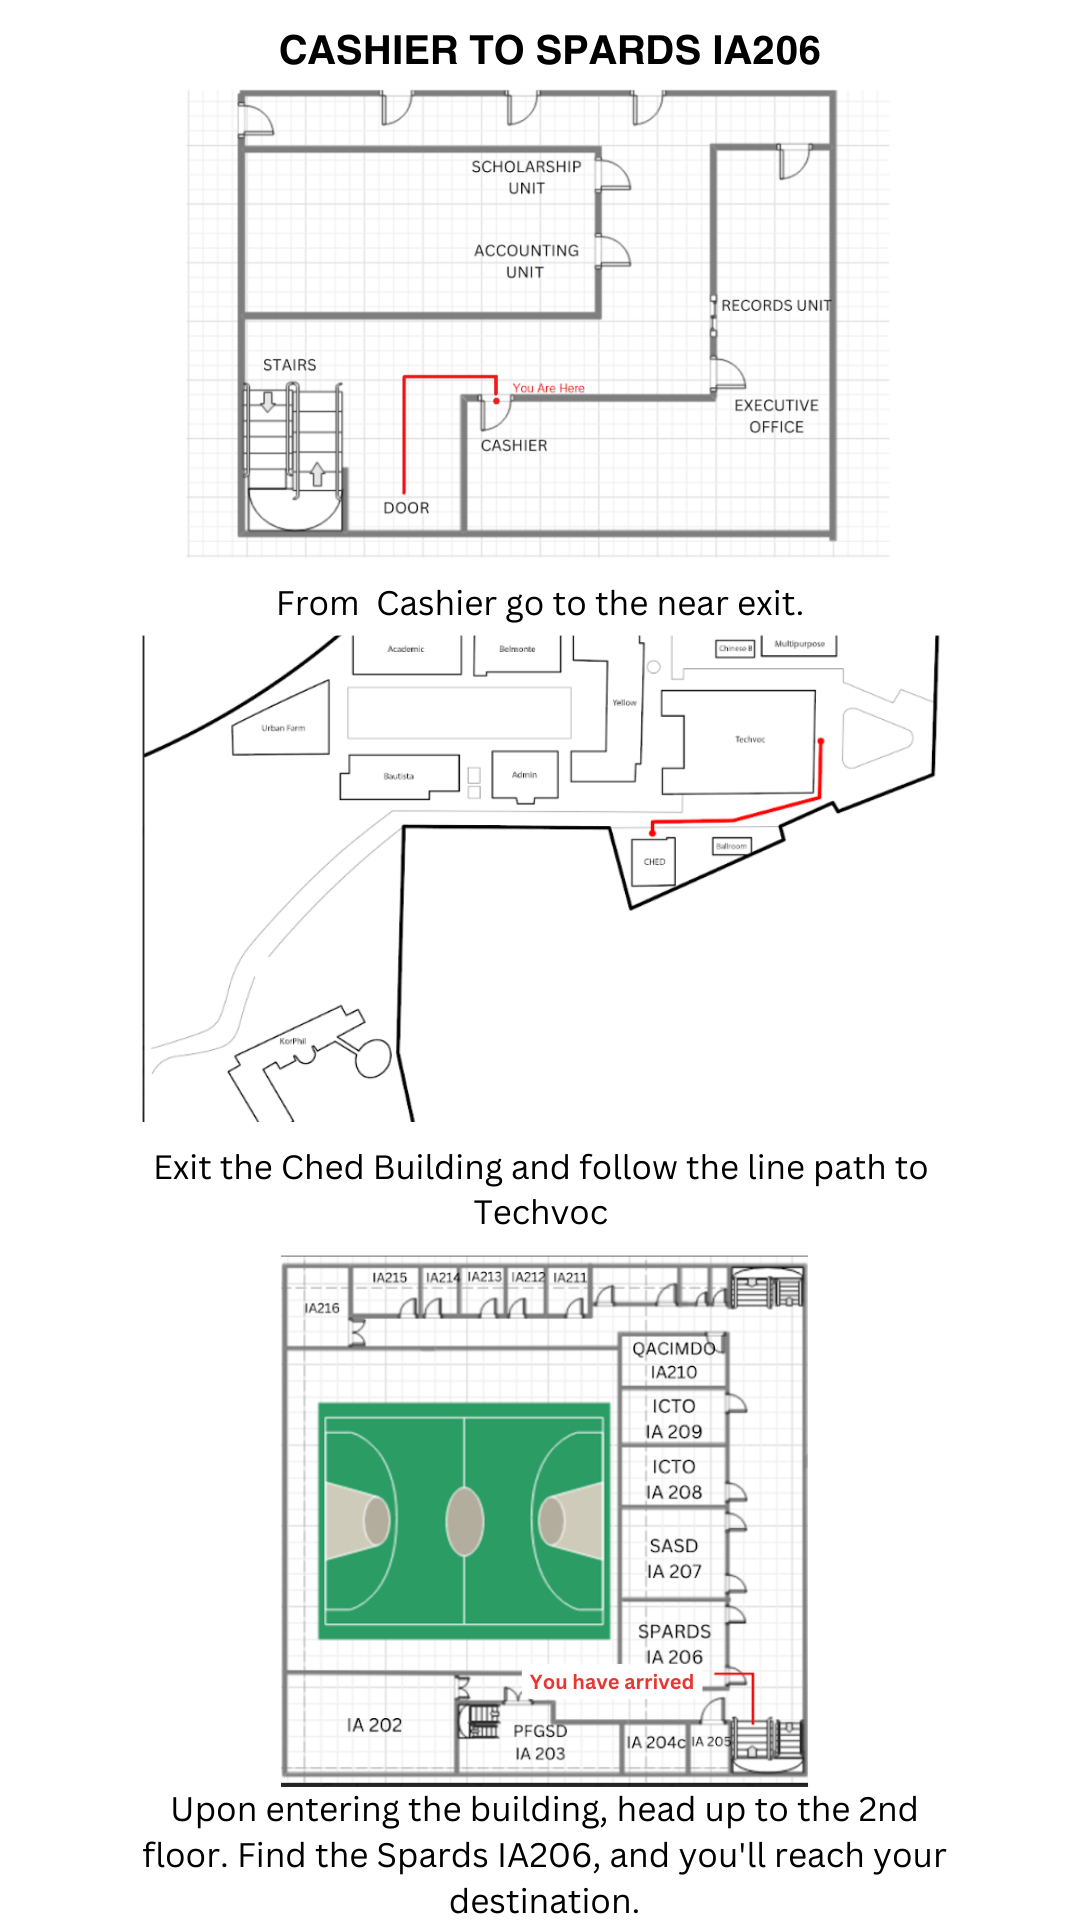 CASHIER TO SPARDS IA206
SCHOLARSHIP
UNIT
ACCOUNTING
UNIT
RECORDS UNIT
STAIRS
You Are Here
EXECUTIVE
OFFICE
CASHIER
DOOR
From  Cashier go to the near exit.
Academic
Belmonte
Chinese B
Multipurpose
Yellow
Urban Farm
Techvoc
Bautista
Admin
Ballroom
CHED
KorPhil
Exit the Ched Building and follow the line path to
Techvoc
IA215
IA214
IA213
IA212
IA211
IA216
QACIMDO
IA210
ICTO
IA 209
ICTO
IA 208
SASD
IA 207
SPARDS
IA 206
You have arrived
IA 202
PFGSD
IA 203
IA 204c
IA 205
Upon entering the building, head up to the 2nd
floor. Find the Spards IA206, and you'll reach your
destination.